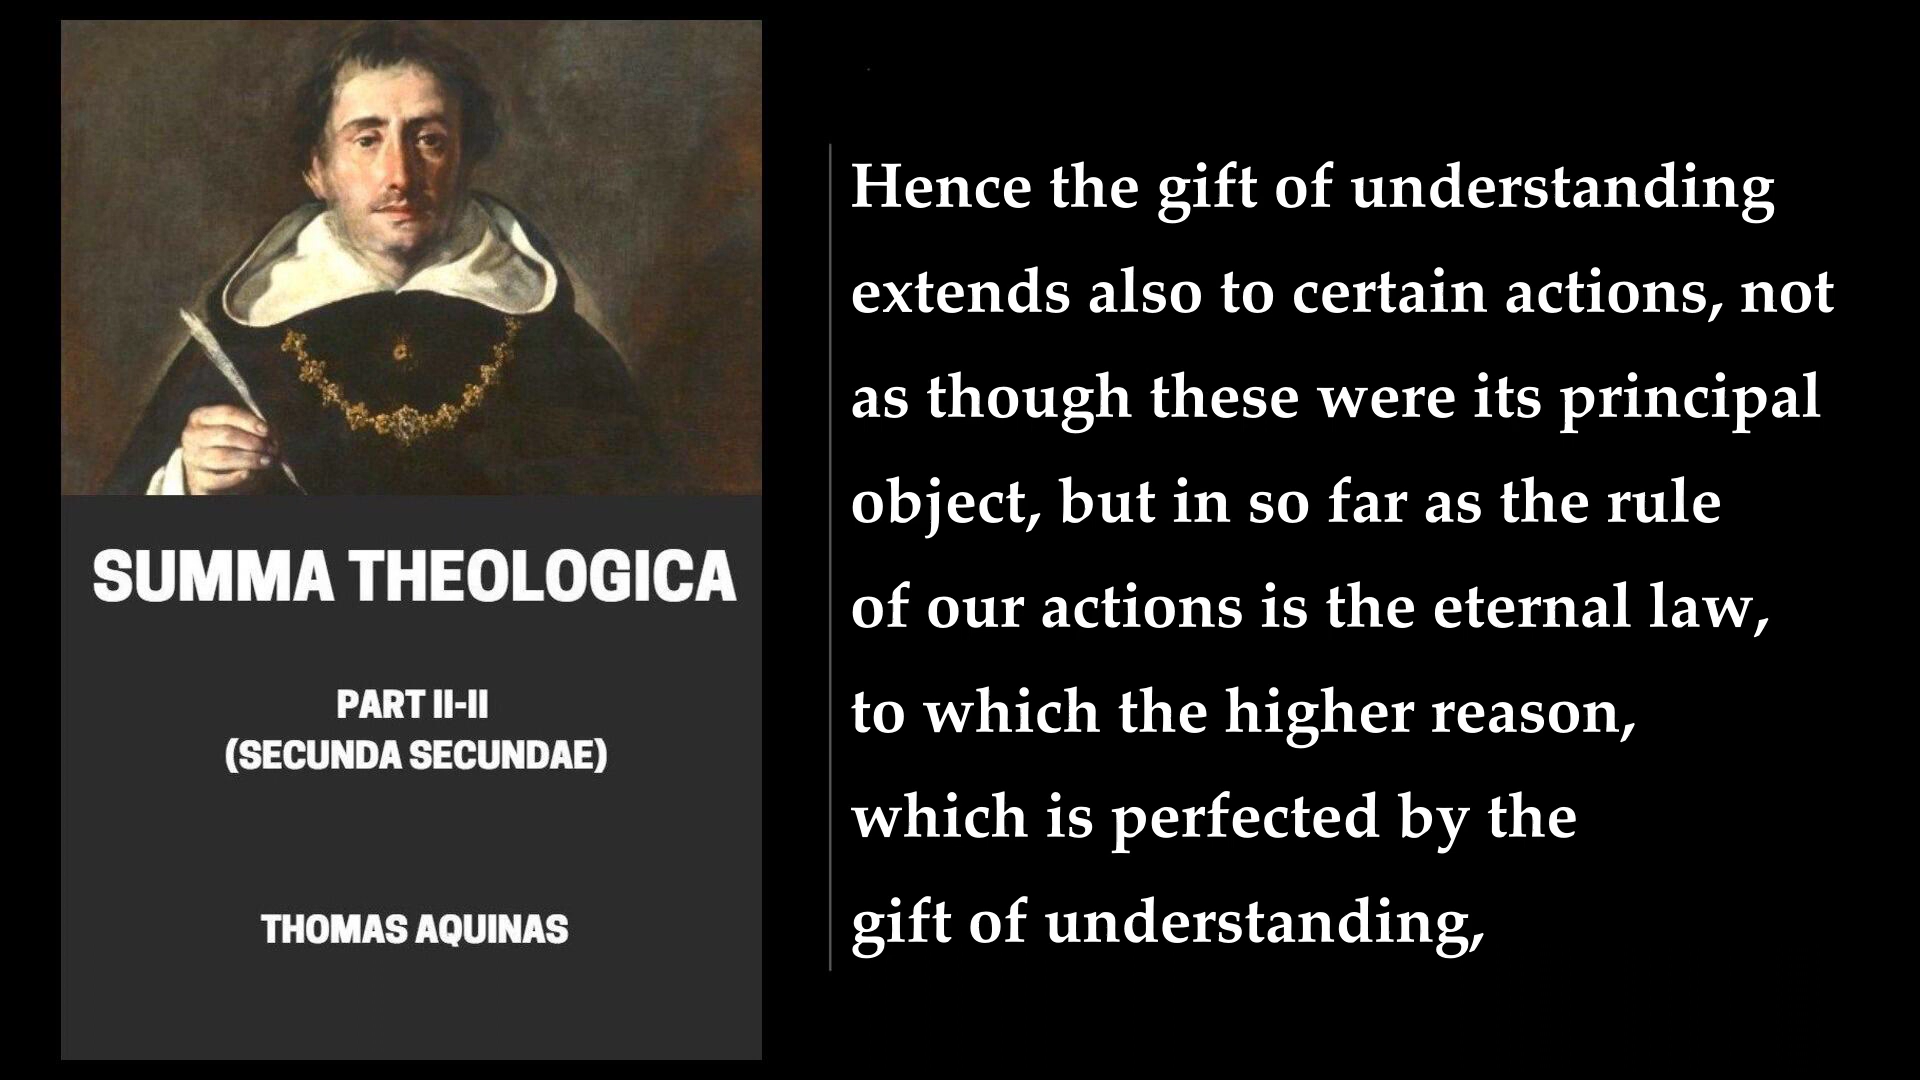 SUMMA THEOLOGICA
PART II-II
(SECUNDA SECUNDAE)
THOMAS AQUINAS
Hence the gift of understanding
extends also to certain actions, not
as though these were its principal
object, but in so far as the rule
of our actions is the eternal law,
to which the higher reason,
which is perfected by the
gift of understanding,